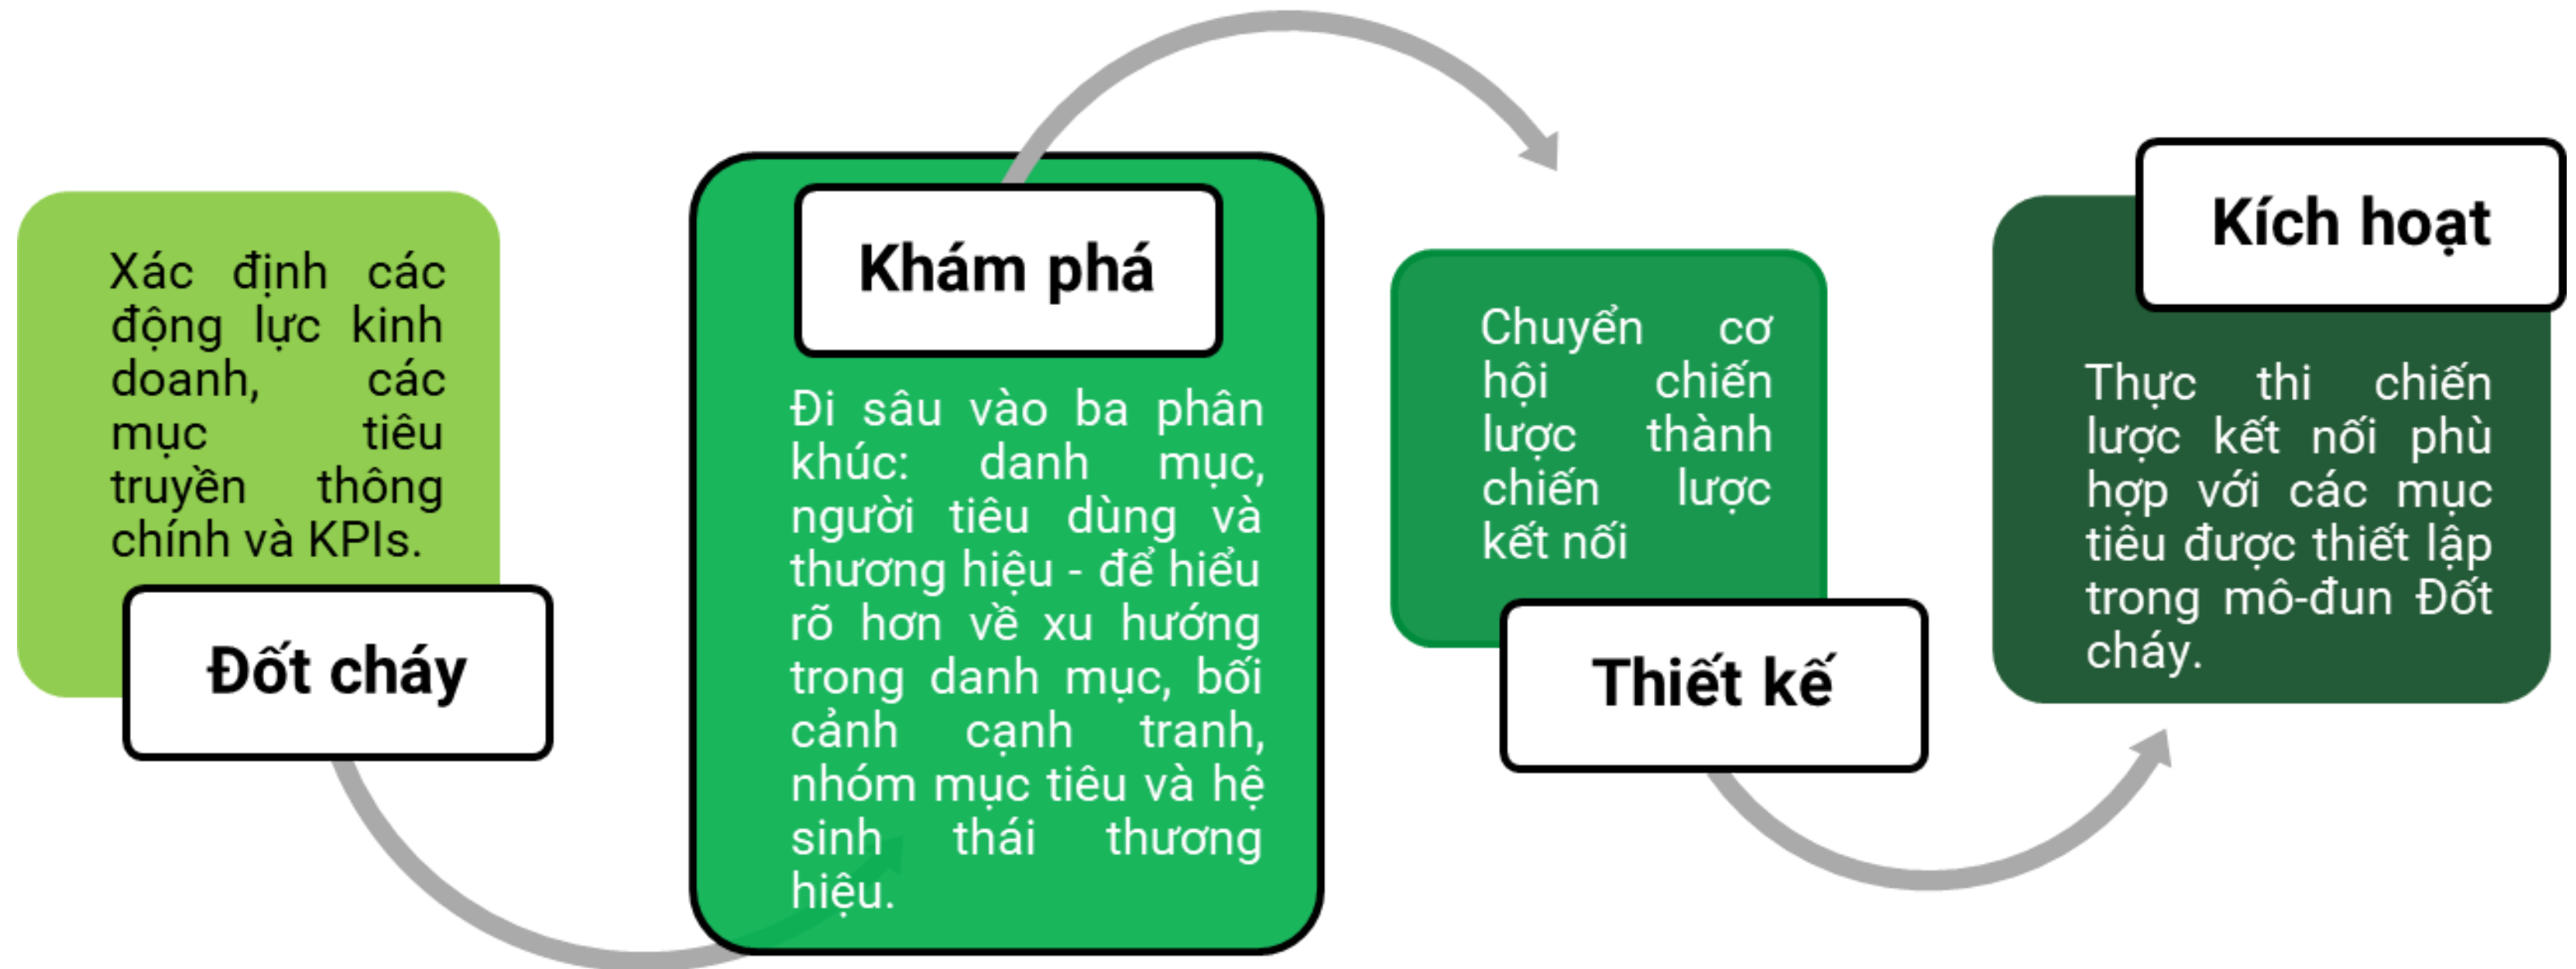 Xác định các
động lực kinh
doanh, các
mục tiêu
truyền thông
chính và KPIs.
Đốt cháy
Khám phá
Đi sâu vào ba phân
khúc: danh mục,
người tiêu dùng và
thương hiệu - để hiểu
rõ hơn về xu hướng
trong danh mục, bối
cảnh cạnh tranh,
nhóm mục tiêu và hệ
sinh thái thương
hiệu.
Chuyển cơ
hội chiến
lược thành
chiến lược
kết nối
Thiết kế
Kích hoạt
Thực thi chiến
lược kết nối phù
hợp với các mục
tiêu được thiết lập
trong mô-đun Đốt
cháy.